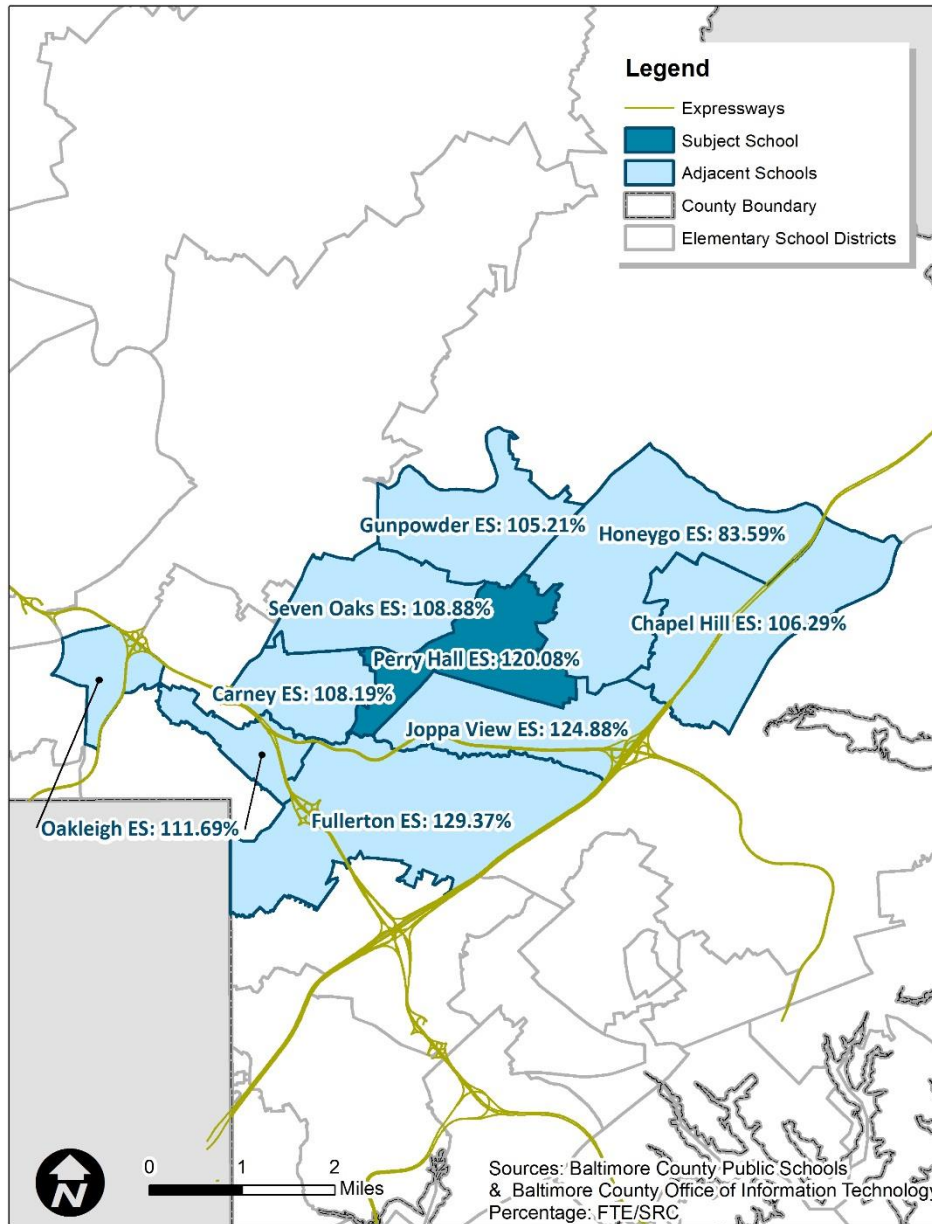 Legend
Expressways
Subject School
Adjacent Schools
County Boundary
Elementary School Districts
Gunpowder ES: 105.21%
Honeygo ES: 83.59%
Seven Oaks ES: 108.88%
Chapel Hill ES: 106.29%
Perry Hall ES: 120.08%
Carney ES: 108.19%
Joppa View ES: 124.88%
Oakleigh ES: 111.69%
Fullerton ES: 129.37%
N
0 1 2
Miles
Sources: Baltimore County Public Schools
& Baltimore County Office of Information Technology
Percentage: FTE/SRC